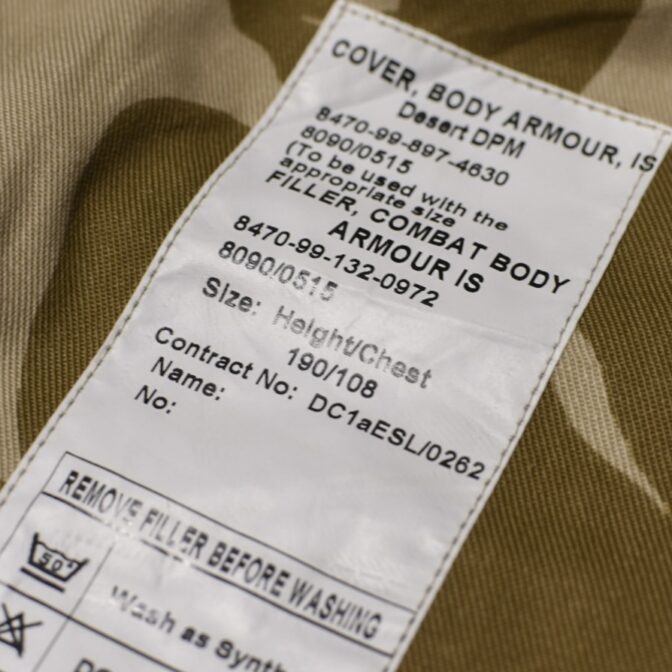 COVER, BODY ARMOUR, IS
Desert DPM
8470-99-897-4630
8090/0515
(To be used with the
appropriate size
FILLER, COMBAT BODY
ARMOUR IS
8470-99-132-0972
8090/0515
Size: Height/Chest
190/108
Contract No: DC1aESL/0262
Name:
No:
REMOVE FILLER BEFORE WASHING
50°
Wash as Synth